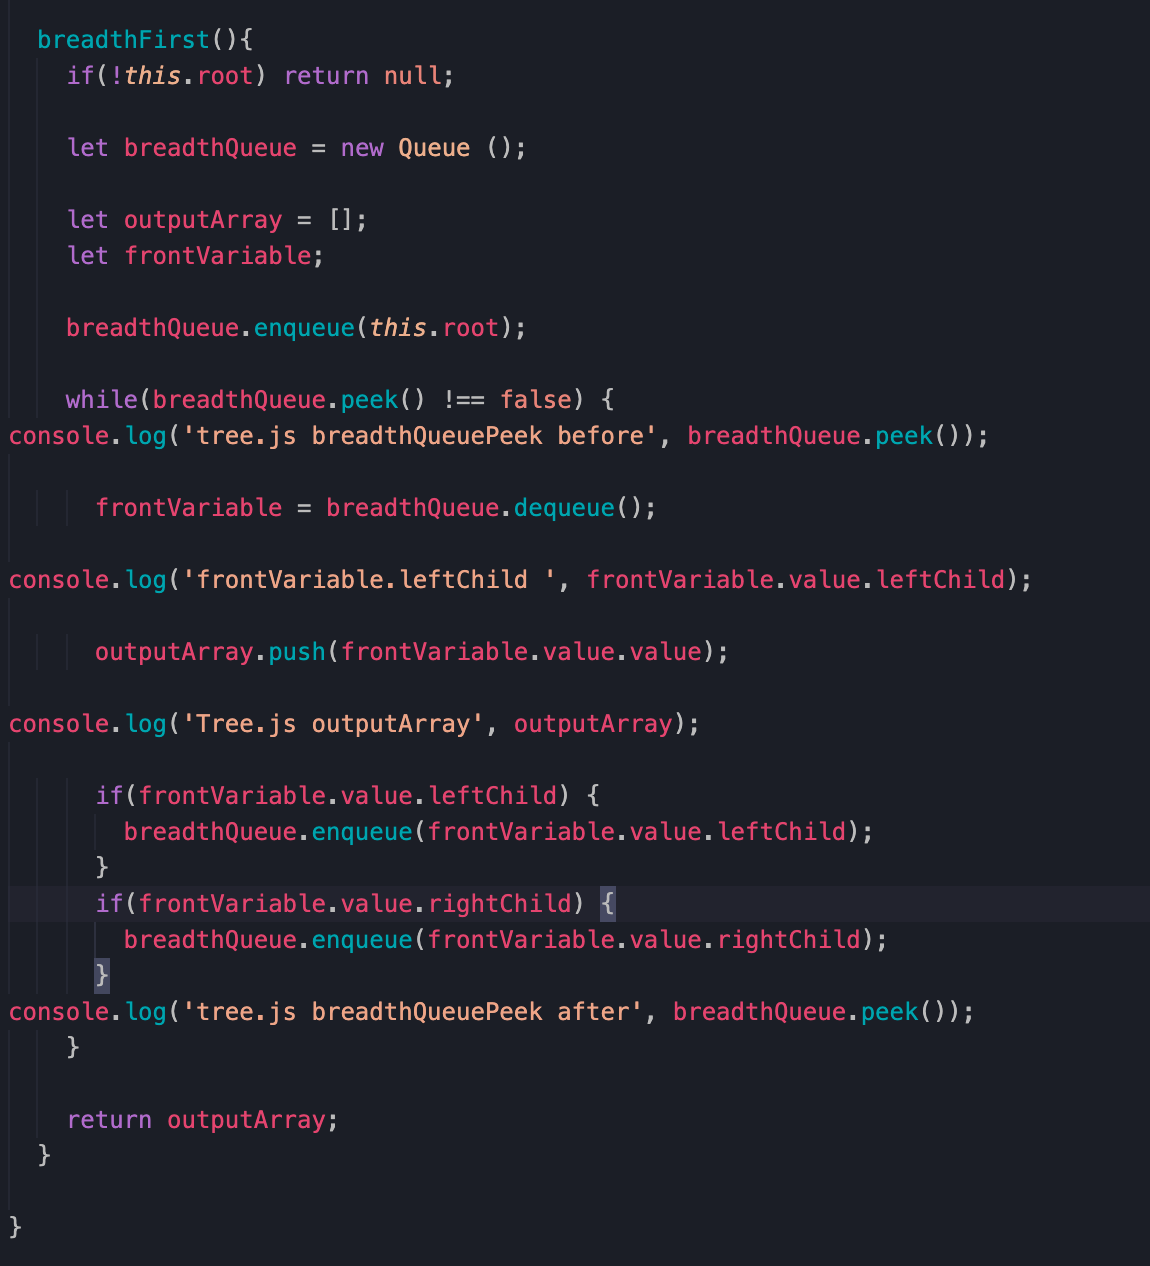 breadthFirst(){
if(!this.root) return null;
let breadthQueue = new Queue ();
let outputArray = [];
let frontVariable;
breadthQueue.enqueue(this.root);
while(breadthQueue.peek() !== false) {
console.log('tree.js breadthQueuePeek before', breadthQueue.peek());
frontVariable = breadthQueue.dequeue();
console.log('frontVariable.leftChild ', frontVariable.value.leftChild);
outputArray.push(frontVariable.value.value);
console.log('Tree.js outputArray', outputArray);
if(frontVariable.value.leftChild) {
breadthQueue.enqueue(frontVariable.value.leftChild);
}
if(frontVariable.value.rightChild) {
breadthQueue.enqueue(frontVariable.value.rightChild);
}
console.log('tree.js breadthQueuePeek after', breadthQueue.peek());
}
return outputArray;
}
}